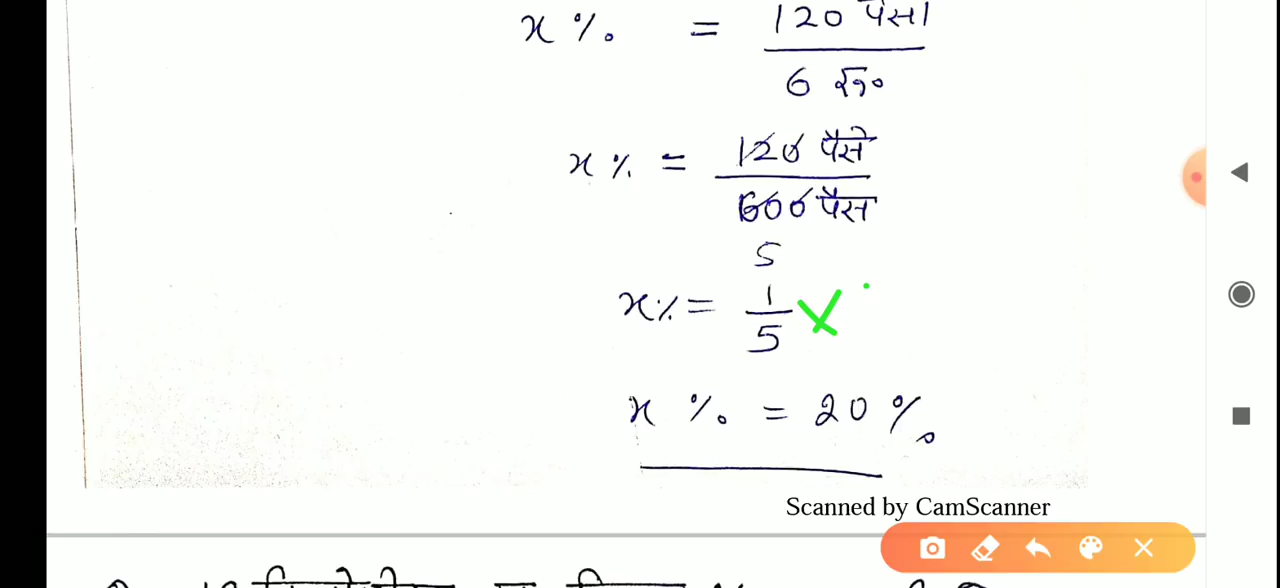 x % = 120 पैसा
6 रु०
x % = 120 पैसे
600 पैस
5
x% = 1 ×
5
x % = 20 %
Scanned by CamScanner